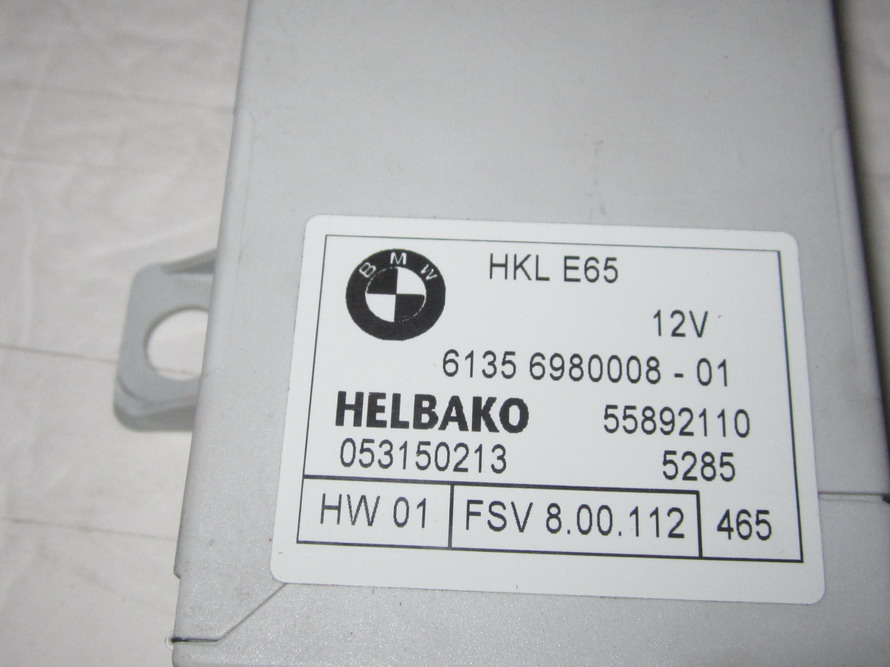 BMW
HKL E65
12V
6135 6980008 - 01
HELBAKO 55892110
053150213 5285
HW 01 FSV 8.00.112 465